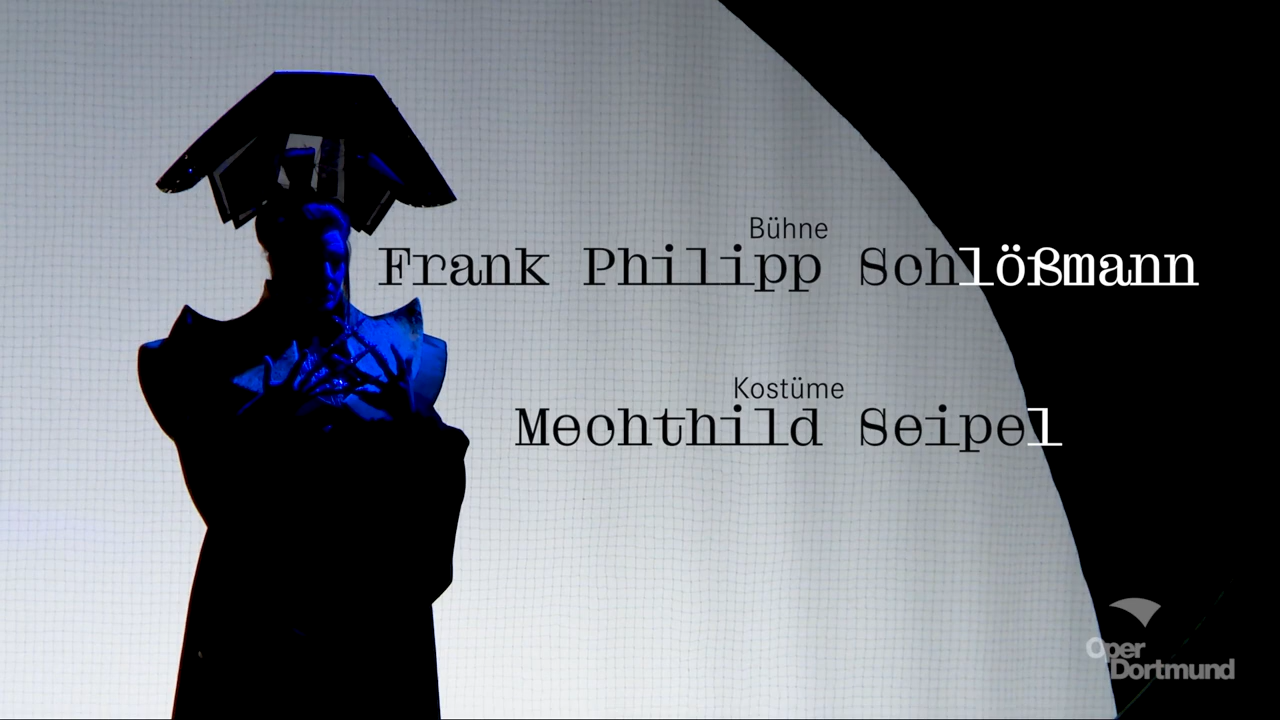 Bühne
Frank Philipp Schlößmann
Kostüme
Mechthild Seipel
Oper
Dortmund